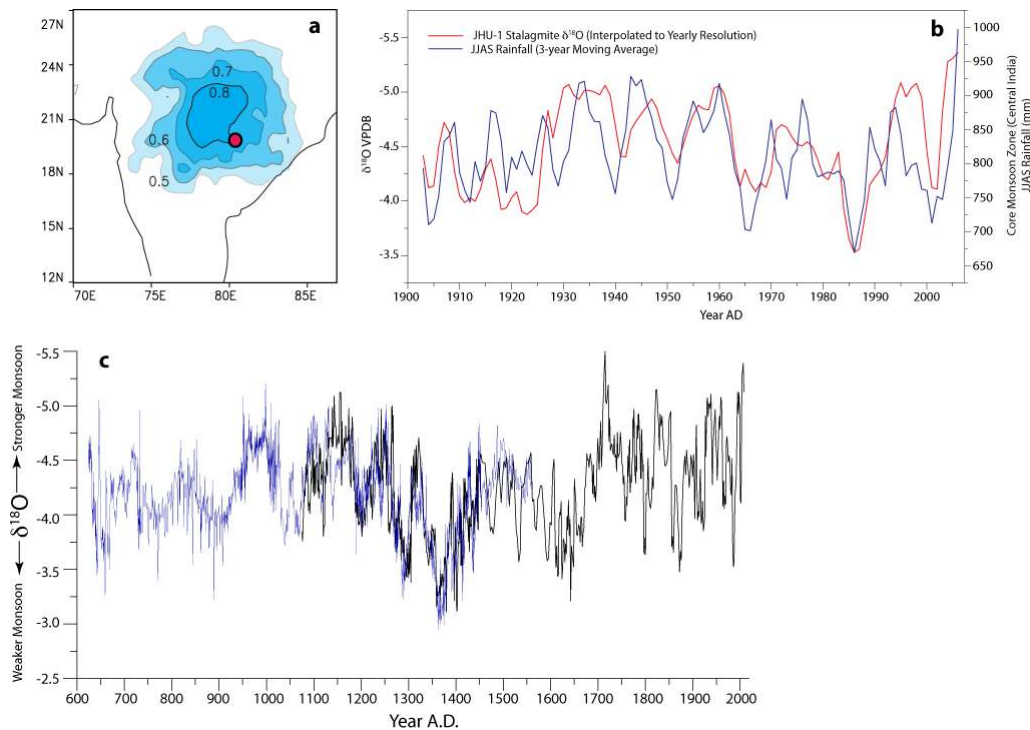 a
27N
24N
21N
18N
15N
12N
70E 75E 80E 85E
0.7
0.8
0.6
0.5
b
JHU-1 Stalagmite δ18O (Interpolated to Yearly Resolution)
JJAS Rainfall (3-year Moving Average)
-5.5
-5.0
-4.5
-4.0
-3.5
δ18O VPDB
1000
950
900
850
800
750
700
650
Core Monsoon Zone (Central India)
JJAS Rainfall (mm)
1900 1910 1920 1930 1940 1950 1960 1970 1980 1990 2000
Year AD
c
-5.5
-5.0
-4.5
-4.0
-3.5
-3.0
-2.5
Weaker Monsoon ← δ18O → Stronger Monsoon
600 700 800 900 1000 1100 1200 1300 1400 1500 1600 1700 1800 1900 2000
Year A.D.